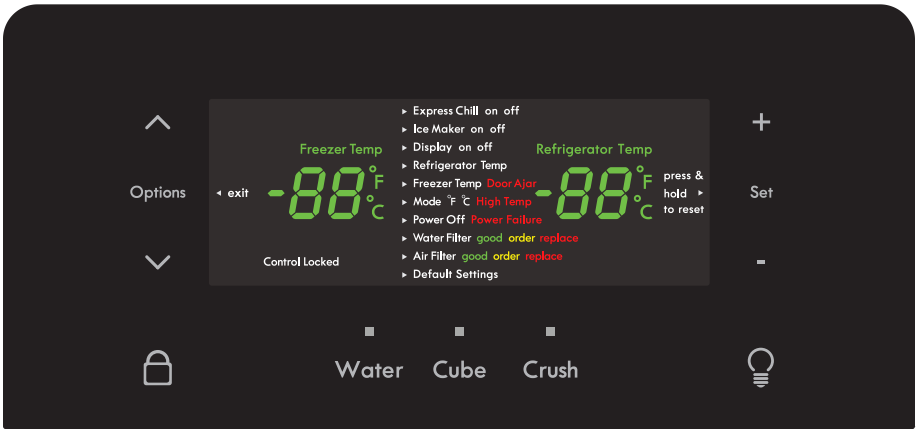 ▸ Express Chill on off
▸ Ice Maker on off
Freezer Temp
▸ Display on off
Refrigerator Temp
▸ Refrigerator Temp
Options
◂ exit
-88°F °C
▸ Freezer Temp Door Ajar
▸ Mode °F °C High Temp
▸ Power Off Power Failure
-88°F °C
press &
hold ▸
to reset
+
Set
-
▸ Water Filter good order replace
▸ Air Filter good order replace
▸ Default Settings
Control Locked
Water Cube Crush